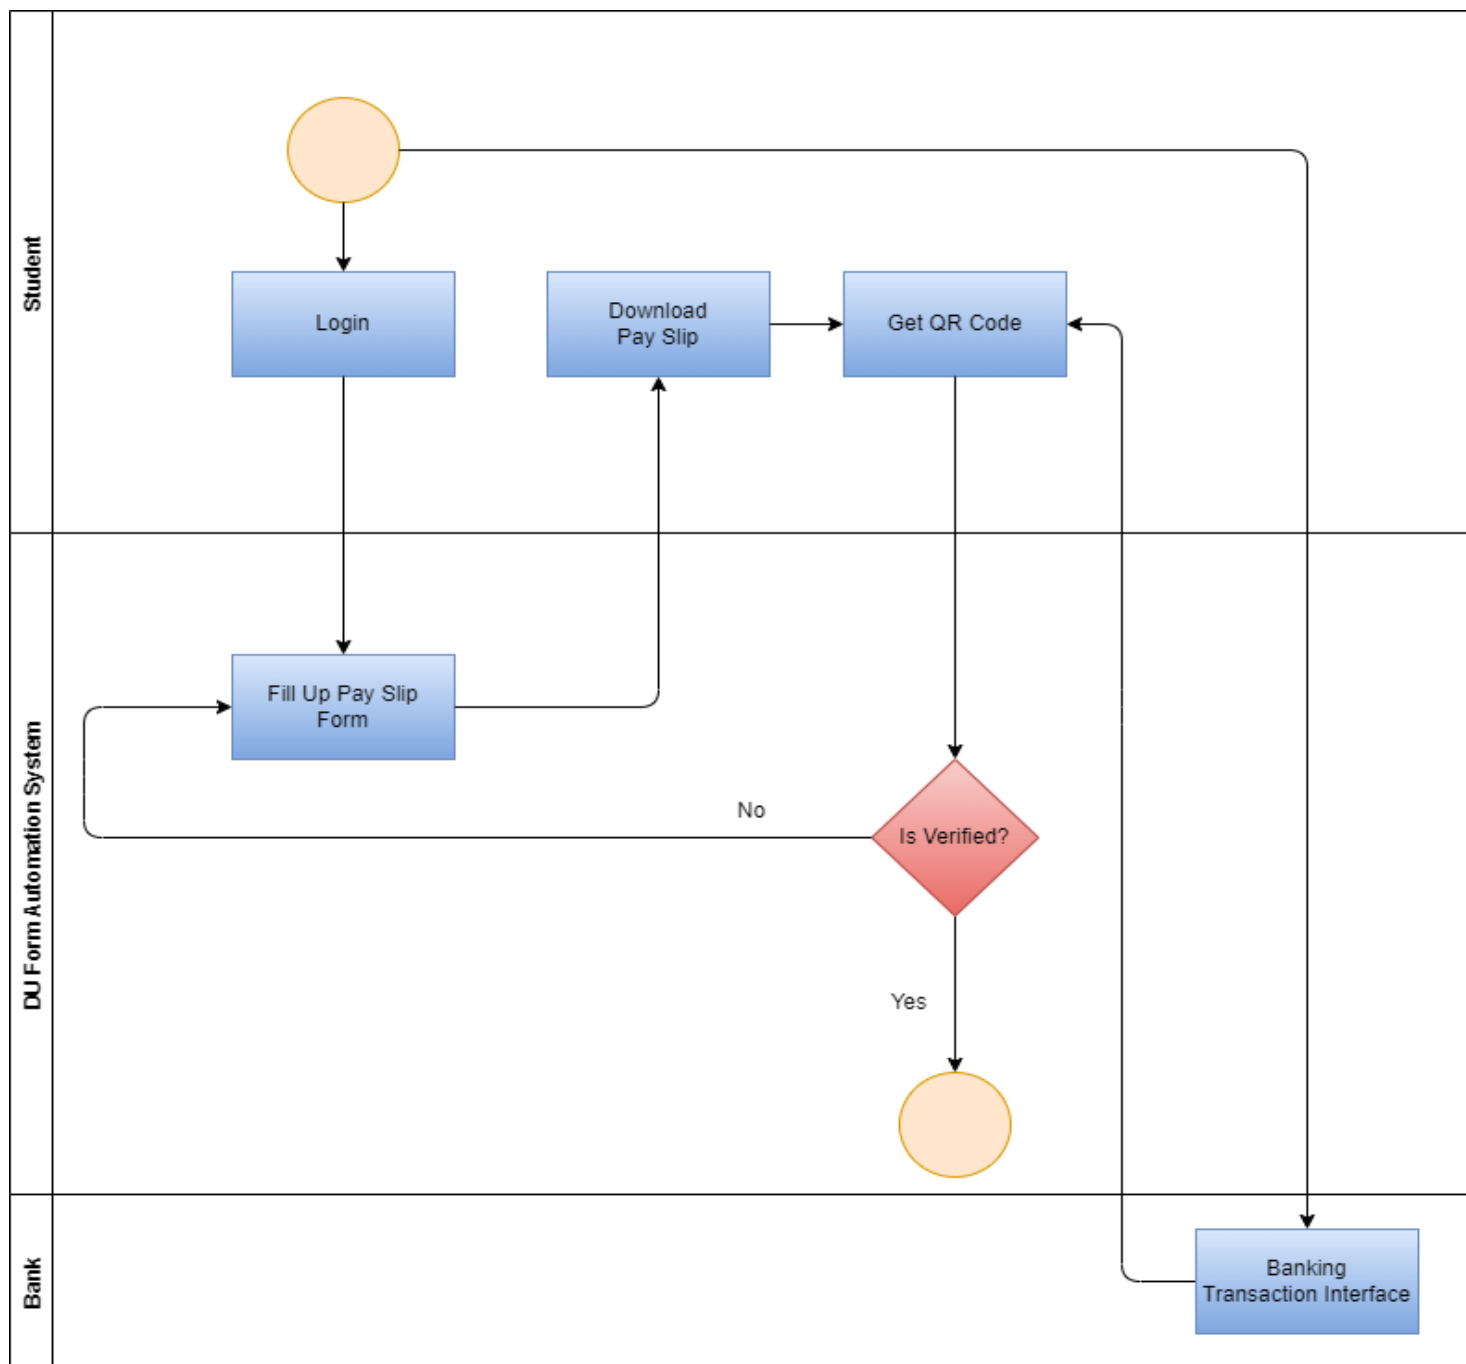 Student
Login
Download
Pay Slip
Get QR Code
DU Form Automation System
Fill Up Pay Slip
Form
No
Is Verified?
Yes
Bank
Banking
Transaction Interface